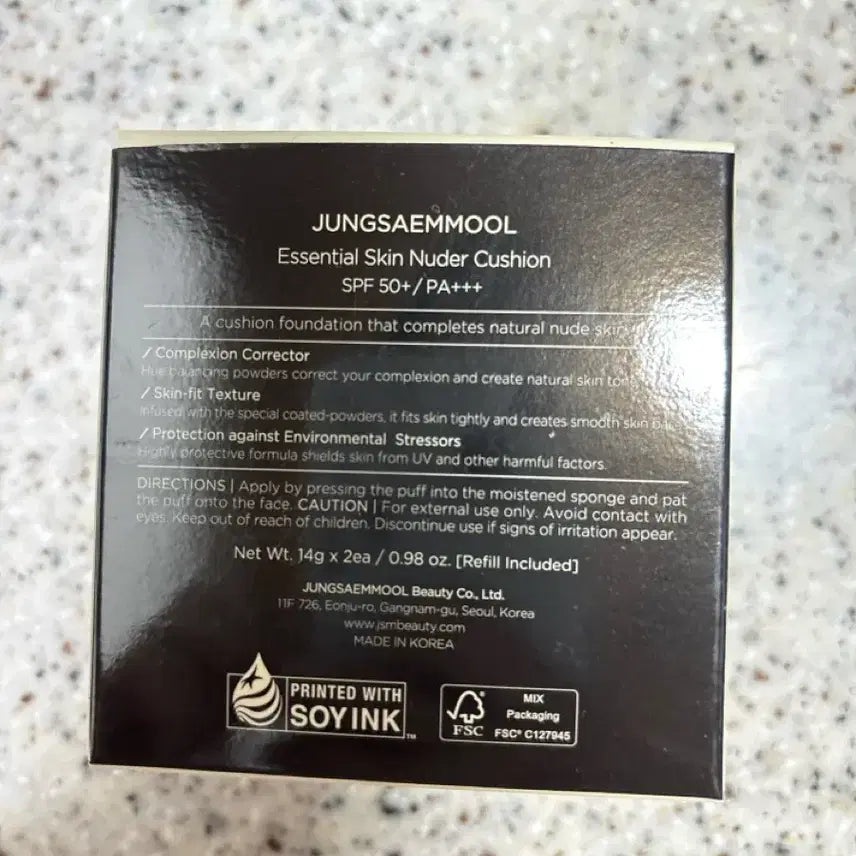 JUNGSAEMMOOL
Essential Skin Nuder Cushion
SPF 50+/ PA+++
A cushion foundation that completes natural nude skin
/ Complexion Corrector
Hue balancing powders correct your complexion and create natural skin tone
/ Skin-fit Texture
Infused with the special coated-powders, it fits skin tightly and creates smooth skin
/ Protection against Environmental Stressors
Highly protective formula shields skin from UV and other harmful factors.
DIRECTIONS | Apply by pressing the puff into the moistened sponge and pat
the puff onto the face. CAUTION | For external use only. Avoid contact with
eyes. Keep out of reach of children. Discontinue use if signs of irritation appear.
Net Wt. 14g x 2ea / 0.98 oz. [Refill Included]
JUNGSAEMMOOL Beauty Co., Ltd.
11F 726, Eonju-ro, Gangnam-gu, Seoul, Korea
www.jsmbeauty.com
MADE IN KOREA
PRINTED WITH
SOY INK™
FSC
MIX
Packaging
FSC® C127945